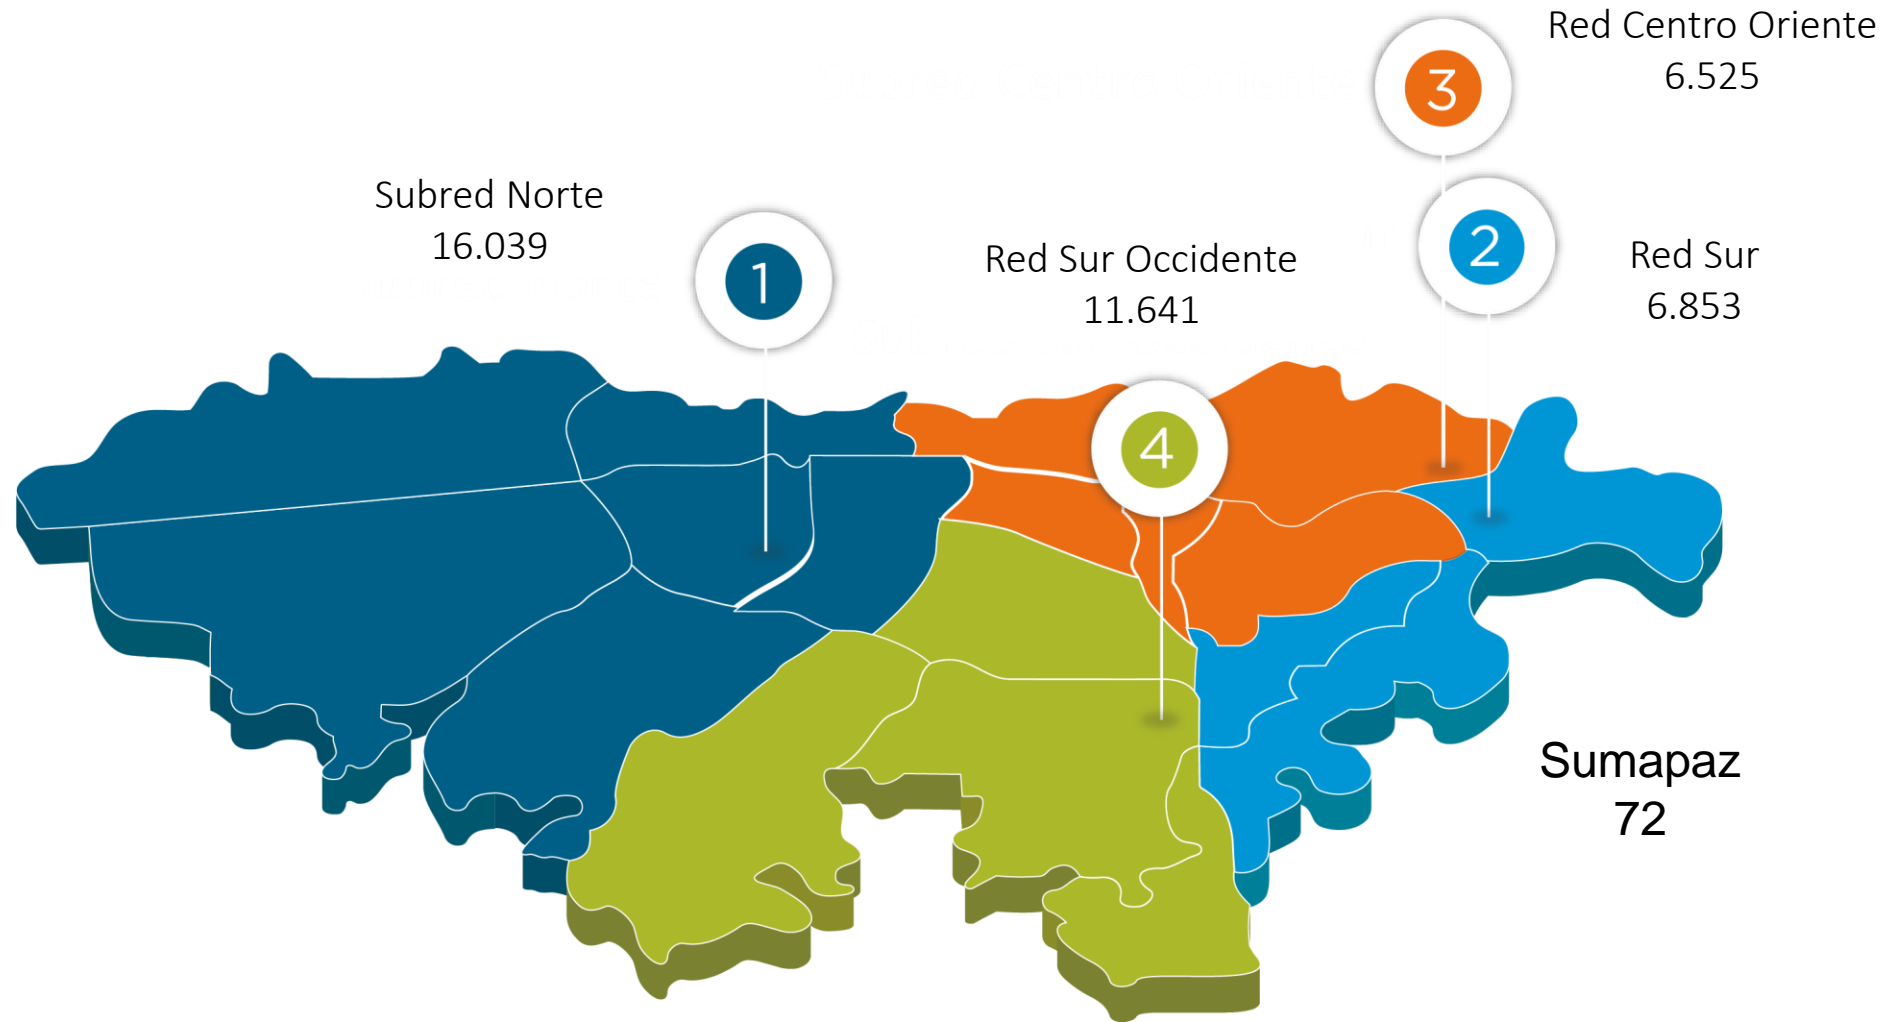 Red Centro Oriente
6.525
3
Subred Norte
16.039
1
Red Sur Occidente
11.641
2
Red Sur
6.853
4
Sumapaz
72